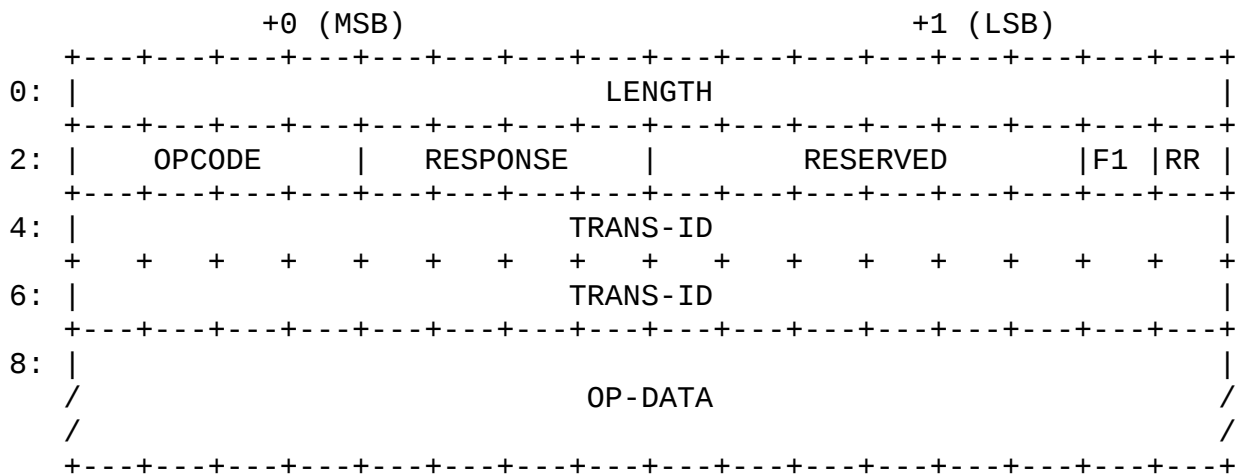 +0 (MSB)                            +1 (LSB)
   +---+---+---+---+---+---+---+---+---+---+---+---+---+---+---+---+
0: |                             LENGTH                            |
   +---+---+---+---+---+---+---+---+---+---+---+---+---+---+---+---+
2: |    OPCODE     |   RESPONSE    |        RESERVED       |F1 |RR |
   +---+---+---+---+---+---+---+---+---+---+---+---+---+---+---+---+
4: |                           TRANS-ID                            |
   +   +   +   +   +   +   +   +   +   +   +   +   +   +   +   +   +
6: |                           TRANS-ID                            |
   +---+---+---+---+---+---+---+---+---+---+---+---+---+---+---+---+
8: |                                                               |
   /                            OP-DATA                            /
   /                                                               /
   +---+---+---+---+---+---+---+---+---+---+---+---+---+---+---+---+